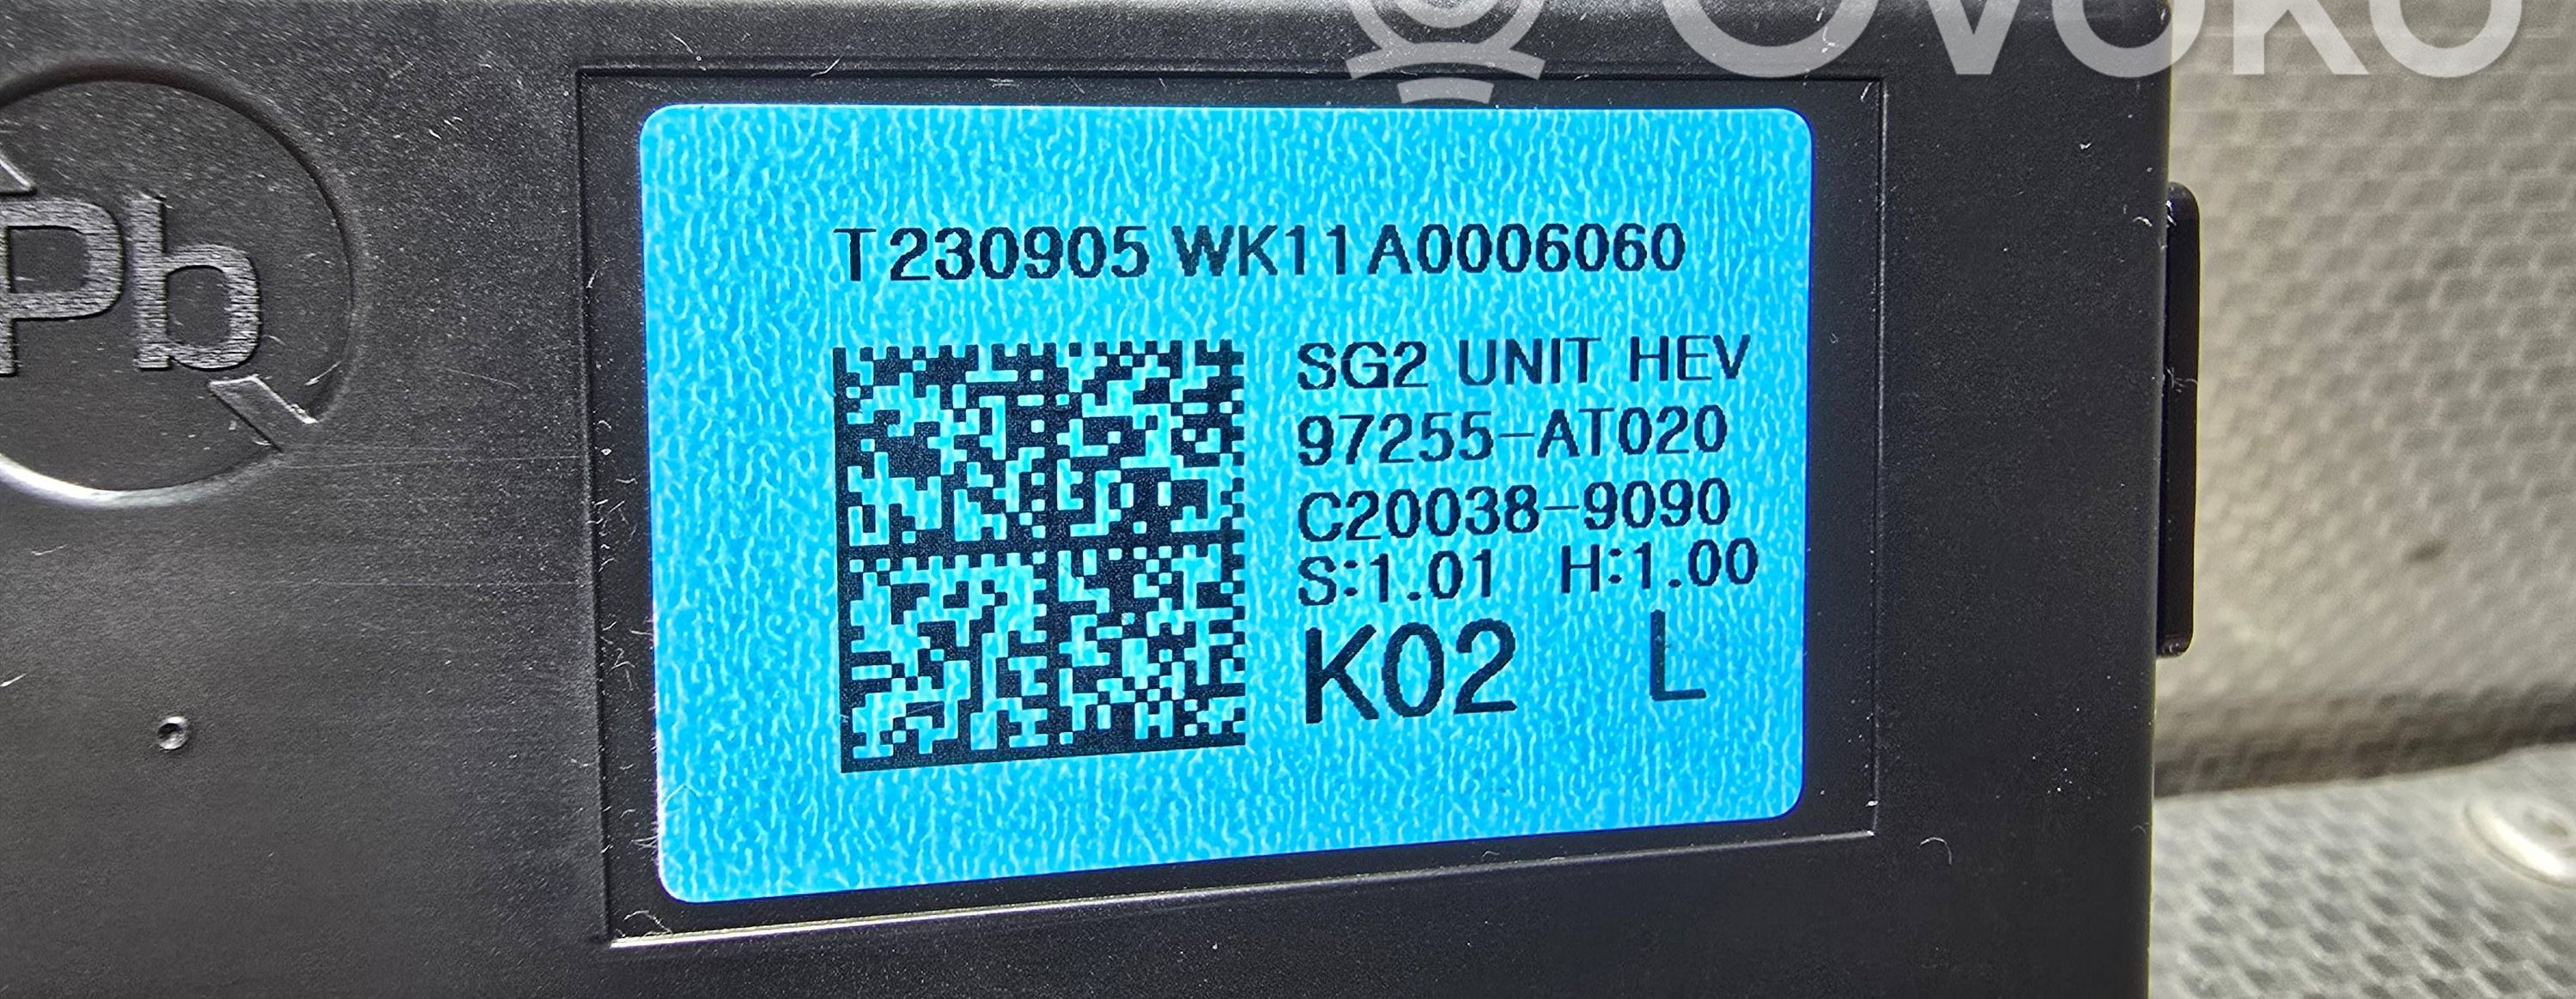 OVOKO
Pb
T230905 WK11A0006060
SG2 UNIT HEV
97255-AT020
C20038-9090
S:1.01 H:1.00
K02 L